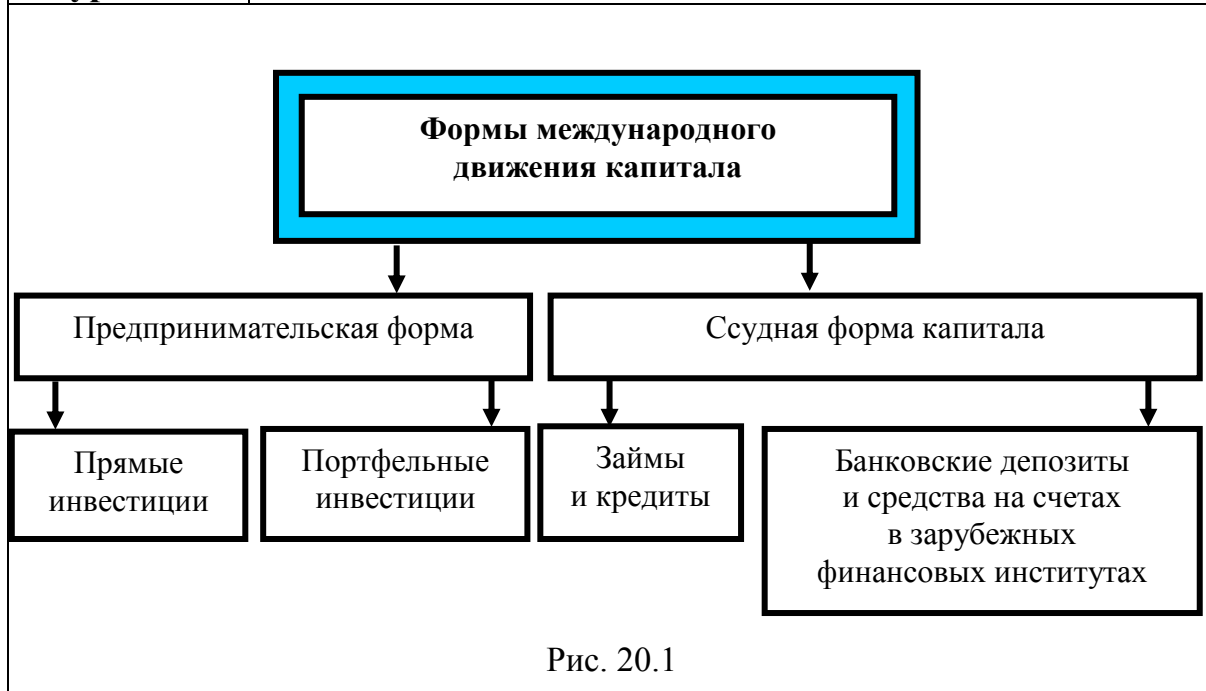 Формы международного
движения капитала
Предпринимательская форма
Ссудная форма капитала
Прямые
инвестиции
Портфельные
инвестиции
Займы
и кредиты
Банковские депозиты
и средства на счетах
в зарубежных
финансовых институтах
Рис. 20.1